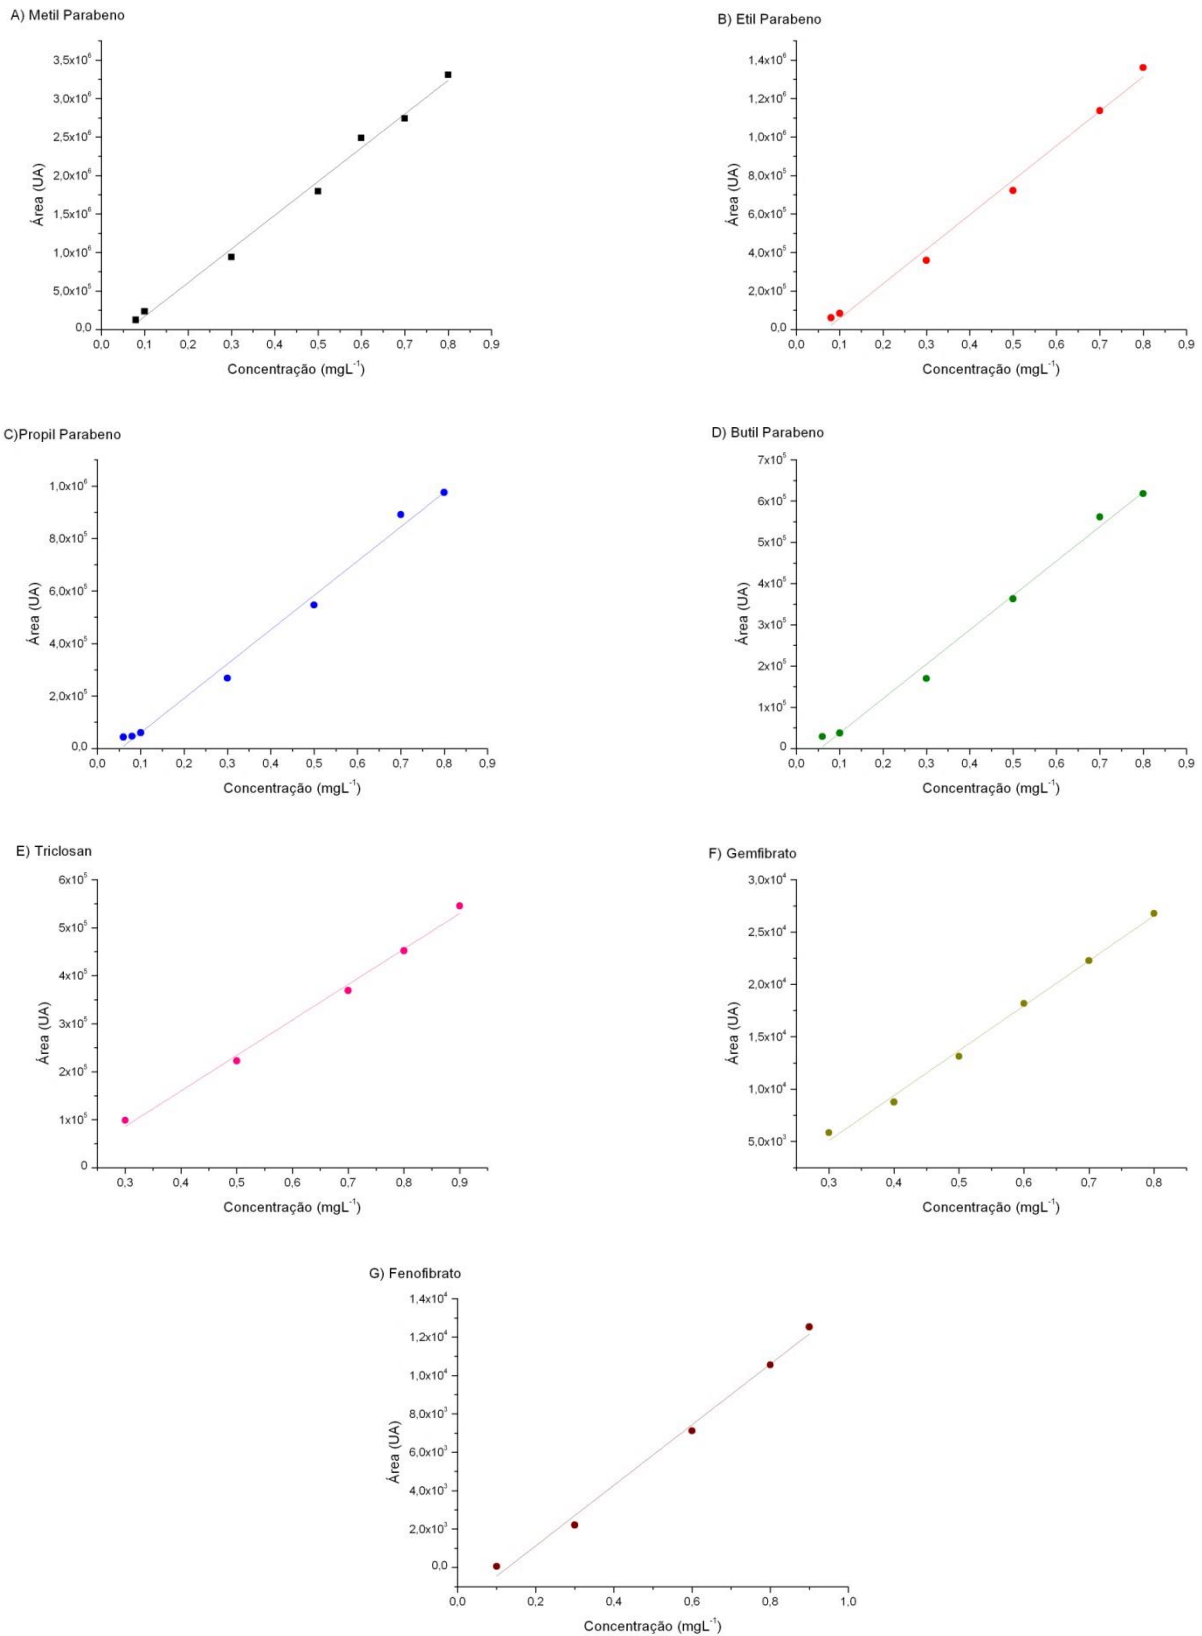 A) Metil Parabeno
3,5x10⁶
3,0x10⁶
2,5x10⁶
2,0x10⁶
1,5x10⁶
1,0x10⁶
5,0x10⁵
0,0
Área (UA)
0,0 0,1 0,2 0,3 0,4 0,5 0,6 0,7 0,8 0,9
Concentração (mgL⁻¹)
B) Etil Parabeno
1,4x10⁶
1,2x10⁶
1,0x10⁶
8,0x10⁵
6,0x10⁵
4,0x10⁵
2,0x10⁵
0,0
Área (UA)
0,0 0,1 0,2 0,3 0,4 0,5 0,6 0,7 0,8 0,9
Concentração (mgL⁻¹)
C)Propil Parabeno
1,0x10⁶
8,0x10⁵
6,0x10⁵
4,0x10⁵
2,0x10⁵
0,0
Área (UA)
0,0 0,1 0,2 0,3 0,4 0,5 0,6 0,7 0,8 0,9
Concentração (mgL⁻¹)
D) Butil Parabeno
7x10⁵
6x10⁵
5x10⁵
4x10⁵
3x10⁵
2x10⁵
1x10⁵
0
Área (UA)
0,0 0,1 0,2 0,3 0,4 0,5 0,6 0,7 0,8 0,9
Concentração (mgL⁻¹)
E) Triclosan
6x10⁵
5x10⁵
4x10⁵
3x10⁵
2x10⁵
1x10⁵
0
Área (UA)
0,3 0,4 0,5 0,6 0,7 0,8 0,9
Concentração (mgL⁻¹)
F) Gemfibrato
3,0x10⁴
2,5x10⁴
2,0x10⁴
1,5x10⁴
1,0x10⁴
5,0x10³
Área (UA)
0,3 0,4 0,5 0,6 0,7 0,8
Concentração (mgL⁻¹)
G) Fenofibrato
1,4x10⁴
1,2x10⁴
1,0x10⁴
8,0x10³
6,0x10³
4,0x10³
2,0x10³
0,0
Área (UA)
0,0 0,2 0,4 0,6 0,8 1,0
Concentração (mgL⁻¹)